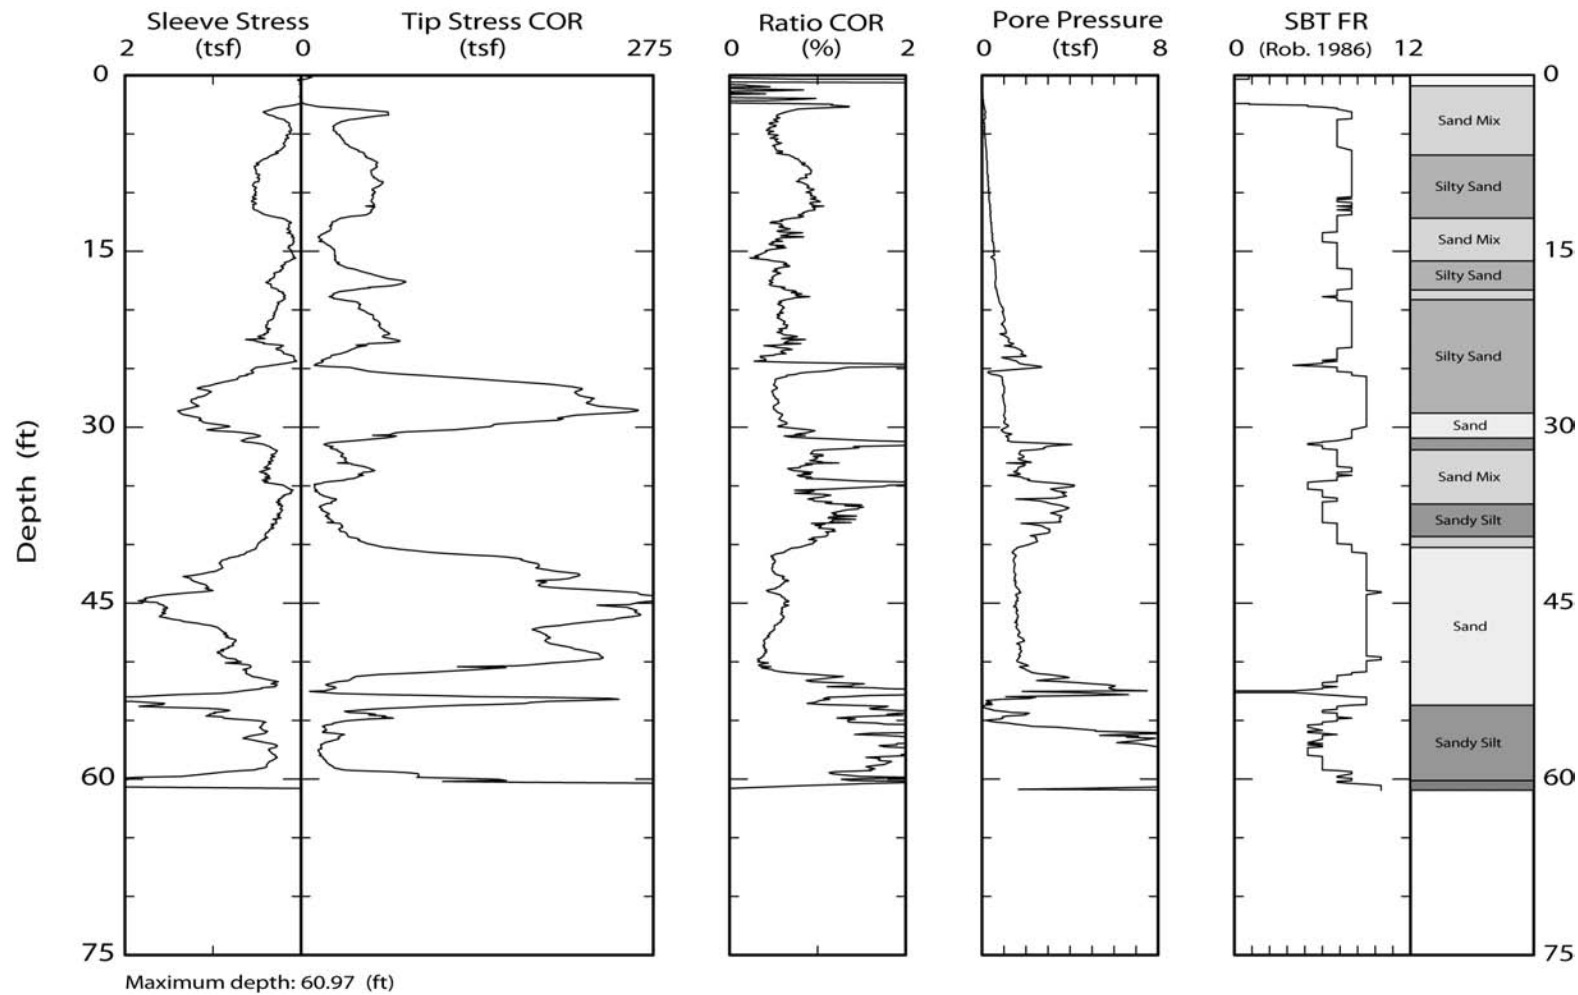 Sleeve Stress Tip Stress COR Ratio COR Pore Pressure SBT FR
2 (tsf) 0 (tsf) 275 0 (%) 2 0 (tsf) 8 0 (Rob. 1986) 12
0 0
Sand Mix
Silty Sand
Sand Mix
15 15
Silty Sand
Silty Sand
30 Sand 30
Sand Mix
Sandy Silt
Depth (ft)
45 45
Sand
Sandy Silt
60 60
75 75
Maximum depth: 60.97 (ft)